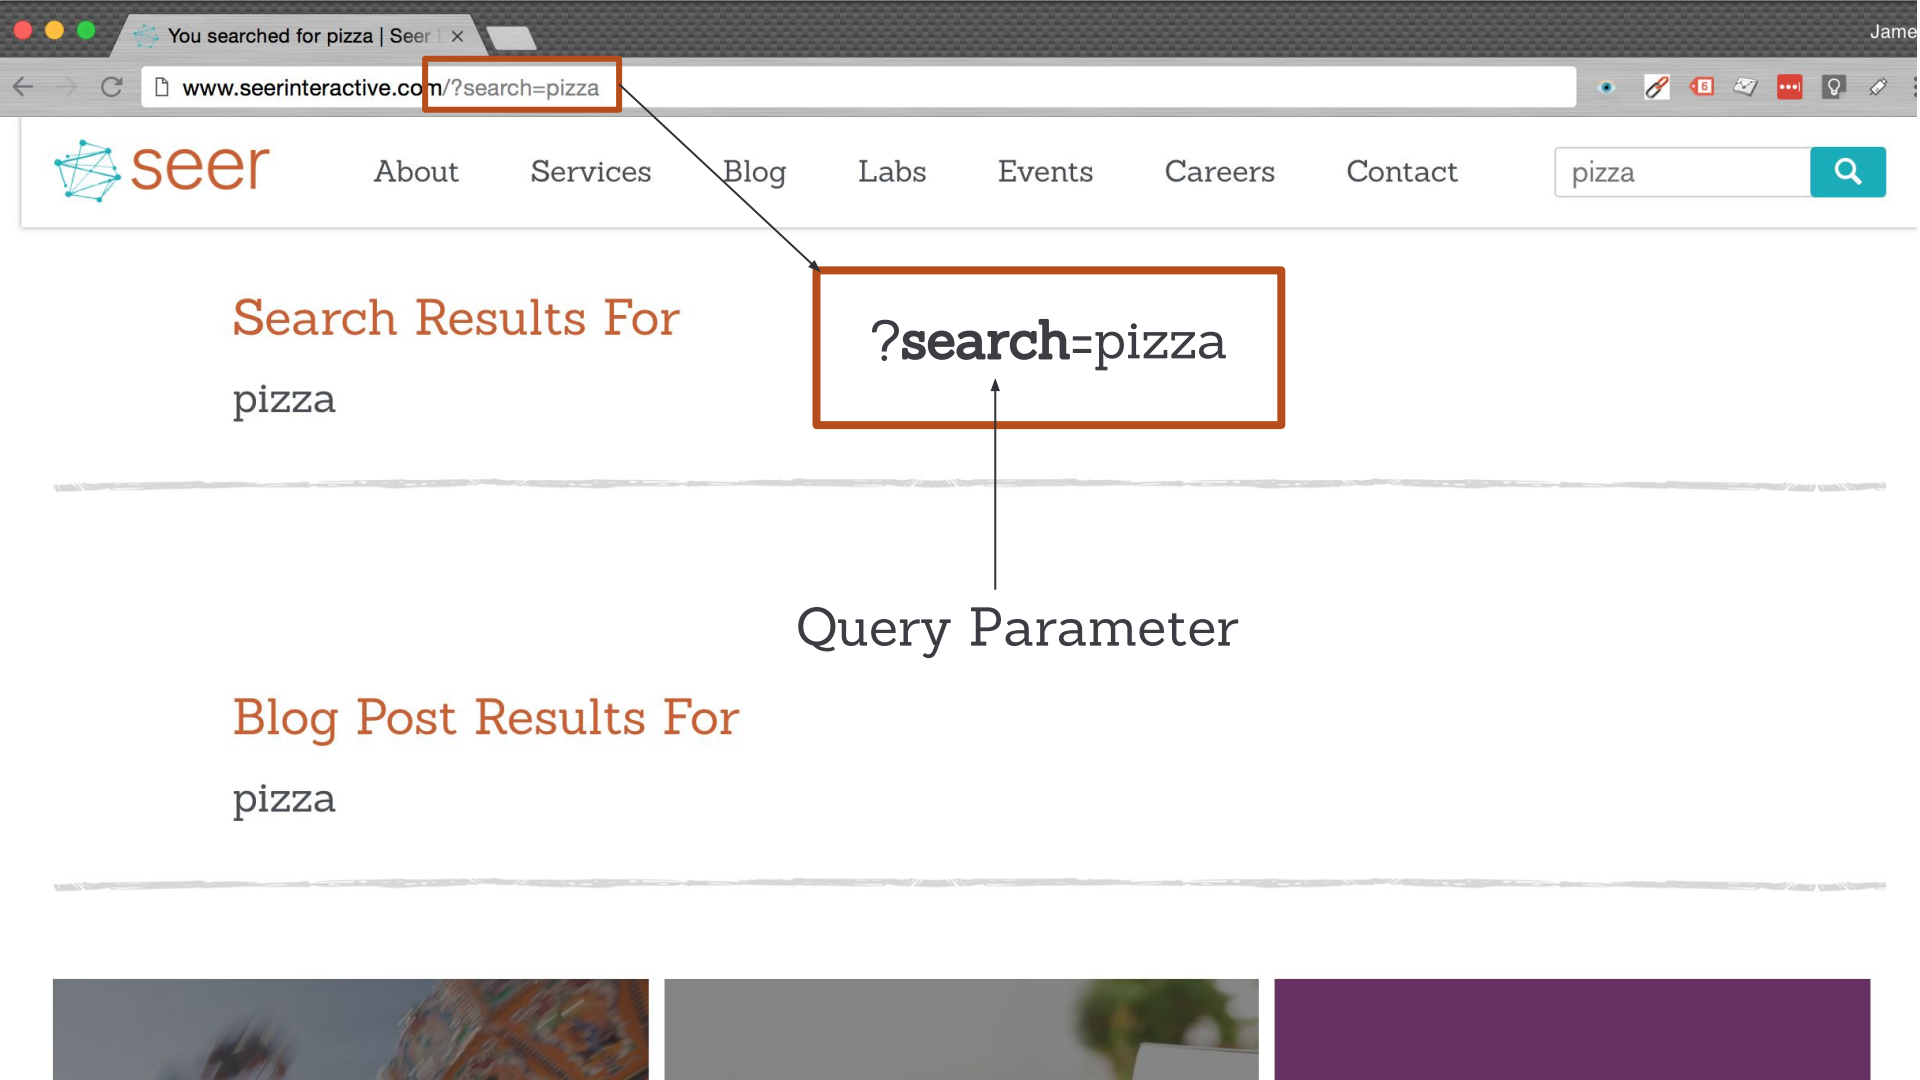 You searched for pizza | Seer
Jame
www.seerinteractive.com/?search=pizza
6
seer
About
Services
Blog
Labs
Events
Careers
Contact
pizza
Search Results For
pizza
?search=pizza
Query Parameter
Blog Post Results For
pizza